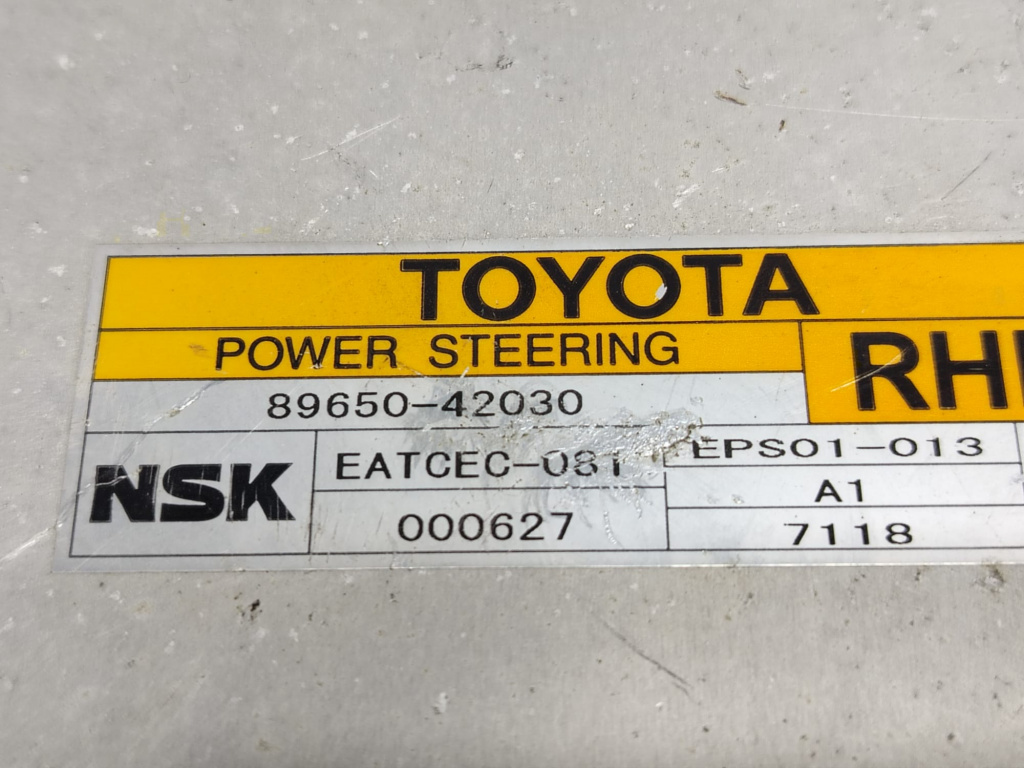 TOYOTA
POWER STEERING
RH
89650-42030
NSK
EATCEC-081
EPS01-013
A1
000627
7118